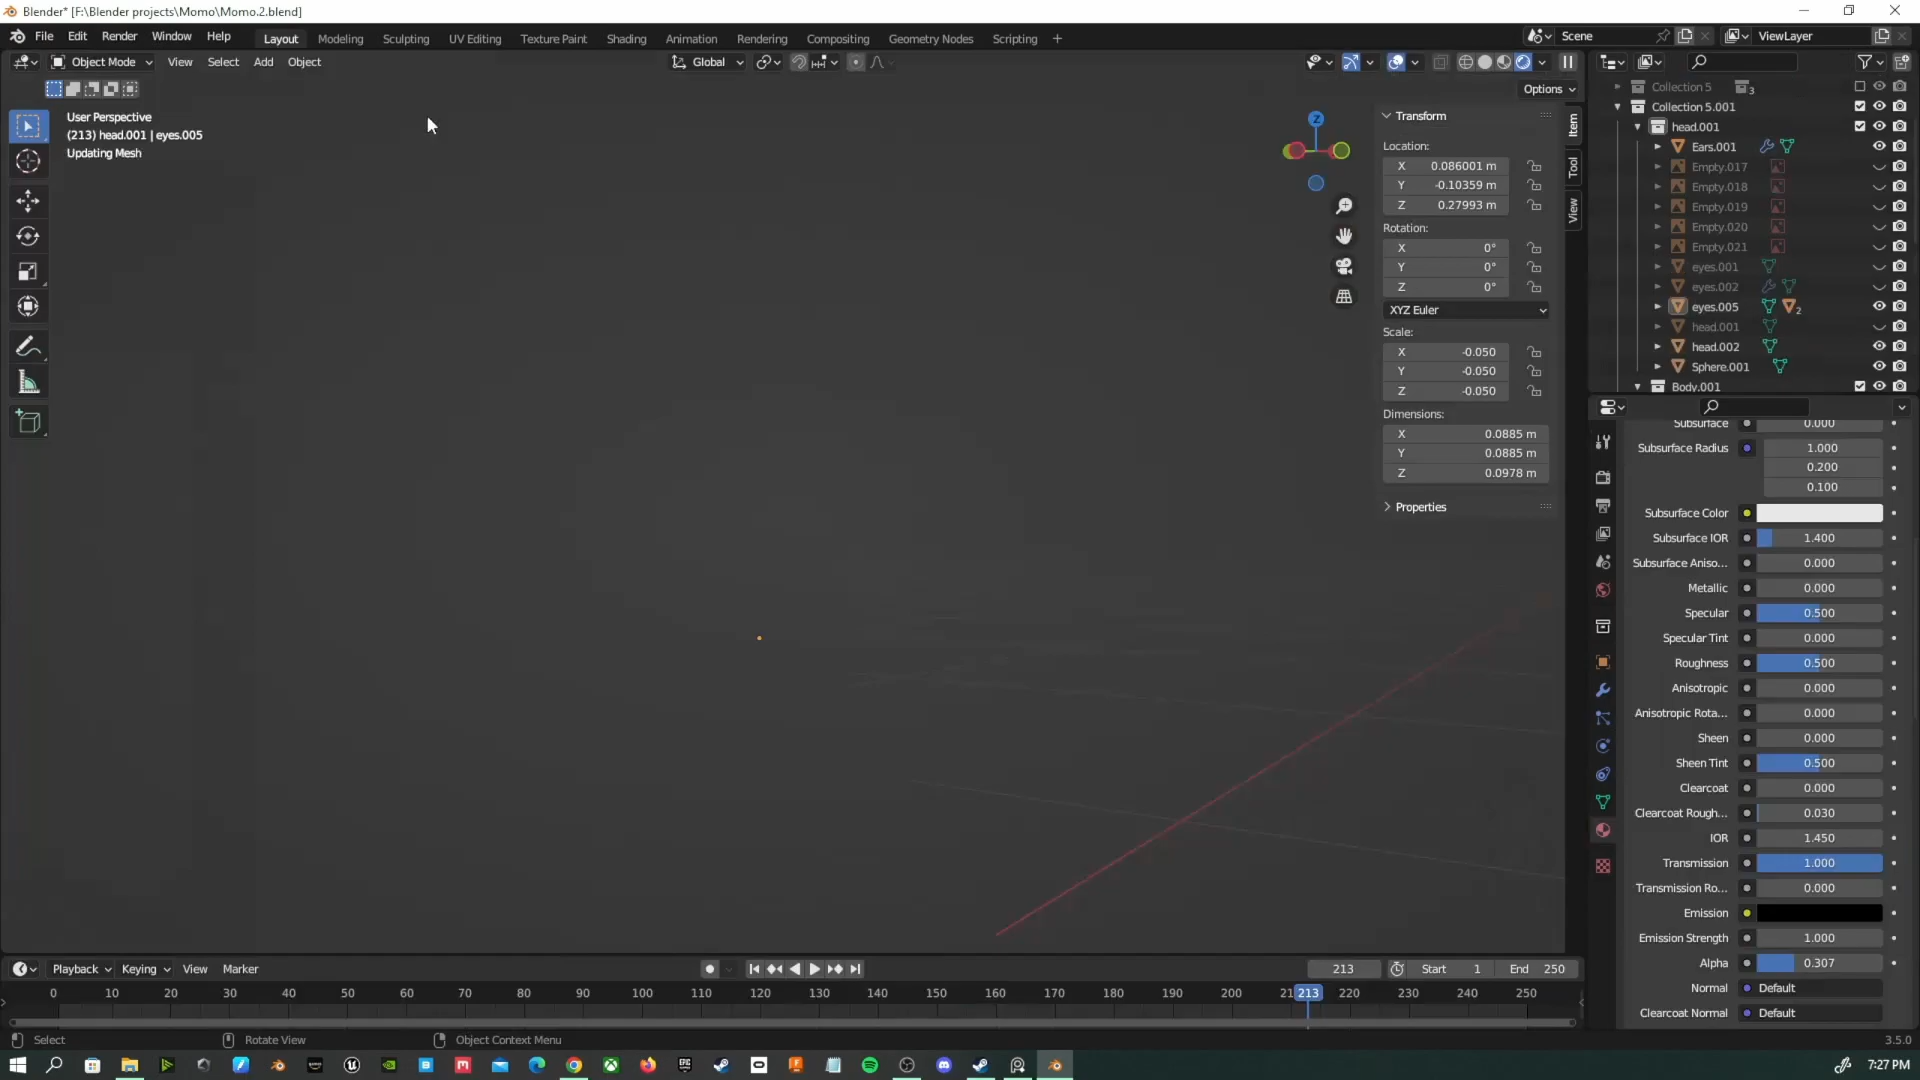 Blender* [F:\Blender projects\Momo\Momo.2.blend]
File Edit Render Window Help Layout Modeling Sculpting UV Editing Texture Paint Shading Animation Rendering Compositing Geometry Nodes Scripting + Scene ViewLayer
Object Mode View Select Add Object Global
Options
User Perspective
(213) head.001 | eyes.005
Updating Mesh
Z
Transform
Location:
X 0.086001 m
Y -0.10359 m
Z 0.27993 m
Rotation:
X 0°
Y 0°
Z 0°
XYZ Euler
Scale:
X -0.050
Y -0.050
Z -0.050
Dimensions:
X 0.0885 m
Y 0.0885 m
Z 0.0978 m
Properties
Item
Tool
View
Collection 5 3
Collection 5.001
head.001
Ears.001
Empty.017
Empty.018
Empty.019
Empty.020
Empty.021
eyes.001
eyes.002
eyes.005 2
head.001
head.002
Sphere.001
Body.001
Subsurface 0.000
Subsurface Radius 1.000
0.200
0.100
Subsurface Color
Subsurface IOR 1.400
Subsurface Aniso... 0.000
Metallic 0.000
Specular 0.500
Specular Tint 0.000
Roughness 0.500
Anisotropic 0.000
Anisotropic Rota... 0.000
Sheen 0.000
Sheen Tint 0.500
Clearcoat 0.000
Clearcoat Rough... 0.030
IOR 1.450
Transmission 1.000
Transmission Ro... 0.000
Emission
Emission Strength 1.000
Alpha 0.307
Normal Default
Clearcoat Normal Default
Playback Keying View Marker 213 Start 1 End 250
0 10 20 30 40 50 60 70 80 90 100 110 120 130 140 150 160 170 180 190 200 21 213 220 230 240 250
Select Rotate View Object Context Menu 3.5.0
7:27 PM